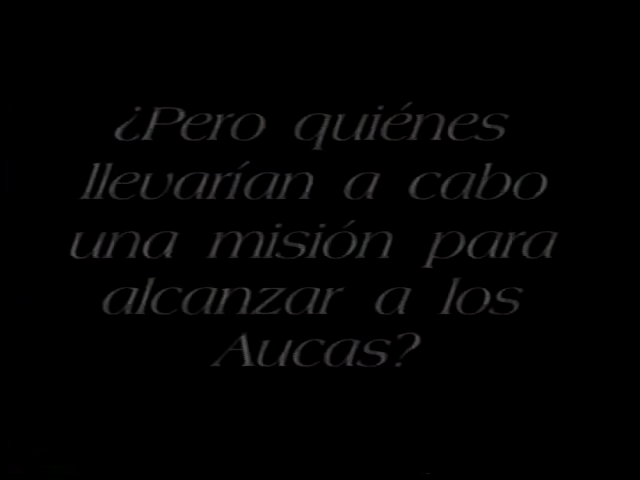 ¿Pero quiénes
llevarían a cabo
una misión para
alcanzar a los
Aucas?